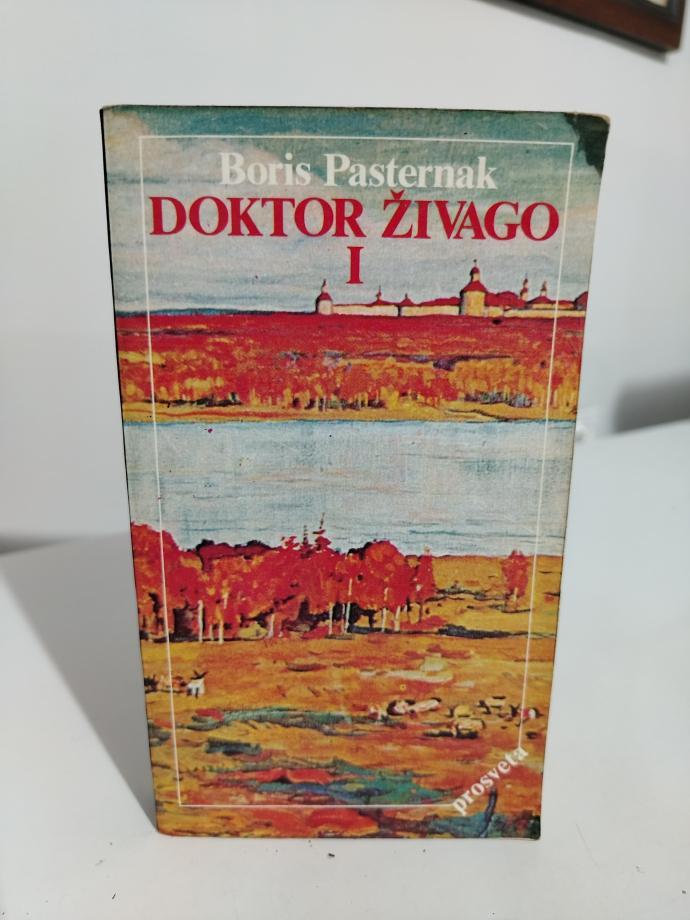 Boris Pasternak
DOKTOR ŽIVAGO
I
prosveta